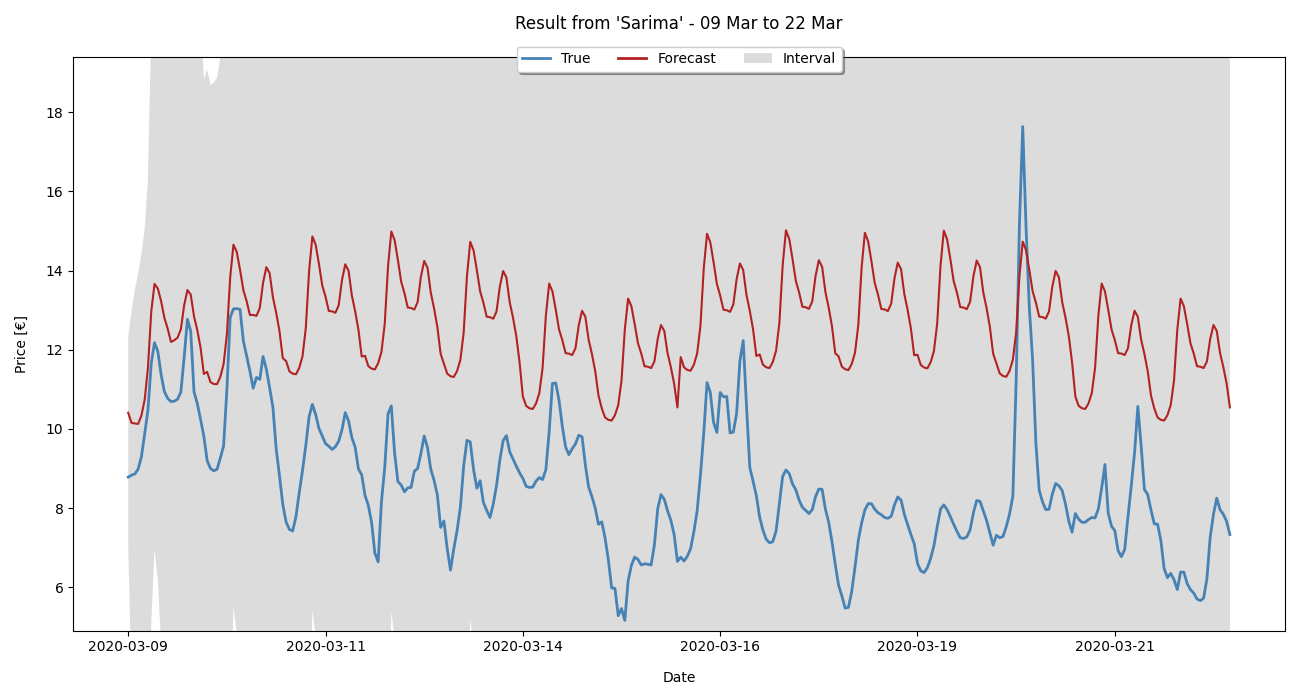 Result from 'Sarima' - 09 Mar to 22 Mar
True Forecast Interval
Price [€]
18
16
14
12
10
8
6
2020-03-09 2020-03-11 2020-03-14 2020-03-16 2020-03-19 2020-03-21
Date